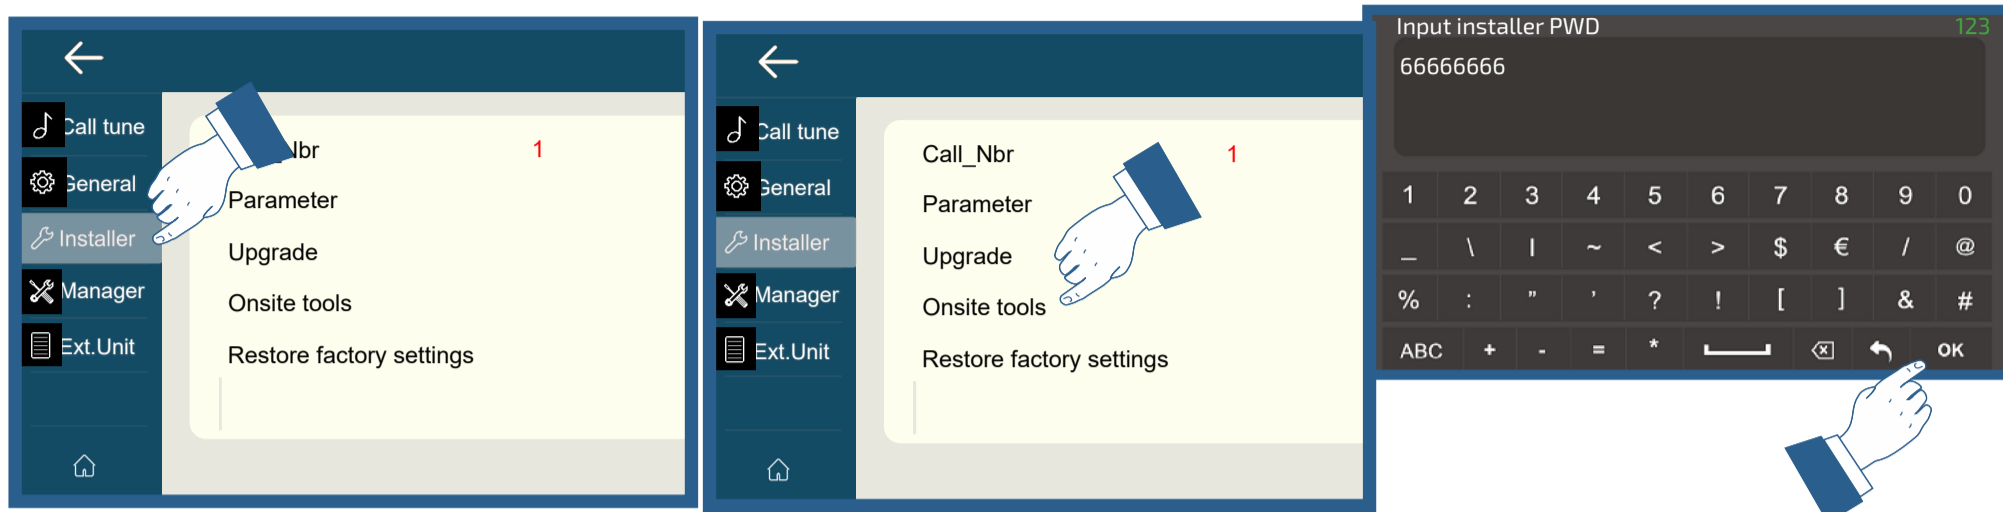 Call tune
General
Installer
Manager
Ext.Unit
Nbr 1
Parameter
Upgrade
Onsite tools
Restore factory settings
Call tune
General
Installer
Manager
Ext.Unit
Call_Nbr 1
Parameter
Upgrade
Onsite tools
Restore factory settings
Input installer PWD 123
66666666
1 2 3 4 5 6 7 8 9 0
_ \ | ~ < > $ € / @
% : " ' ? ! [ ] & #
ABC + - = * OK